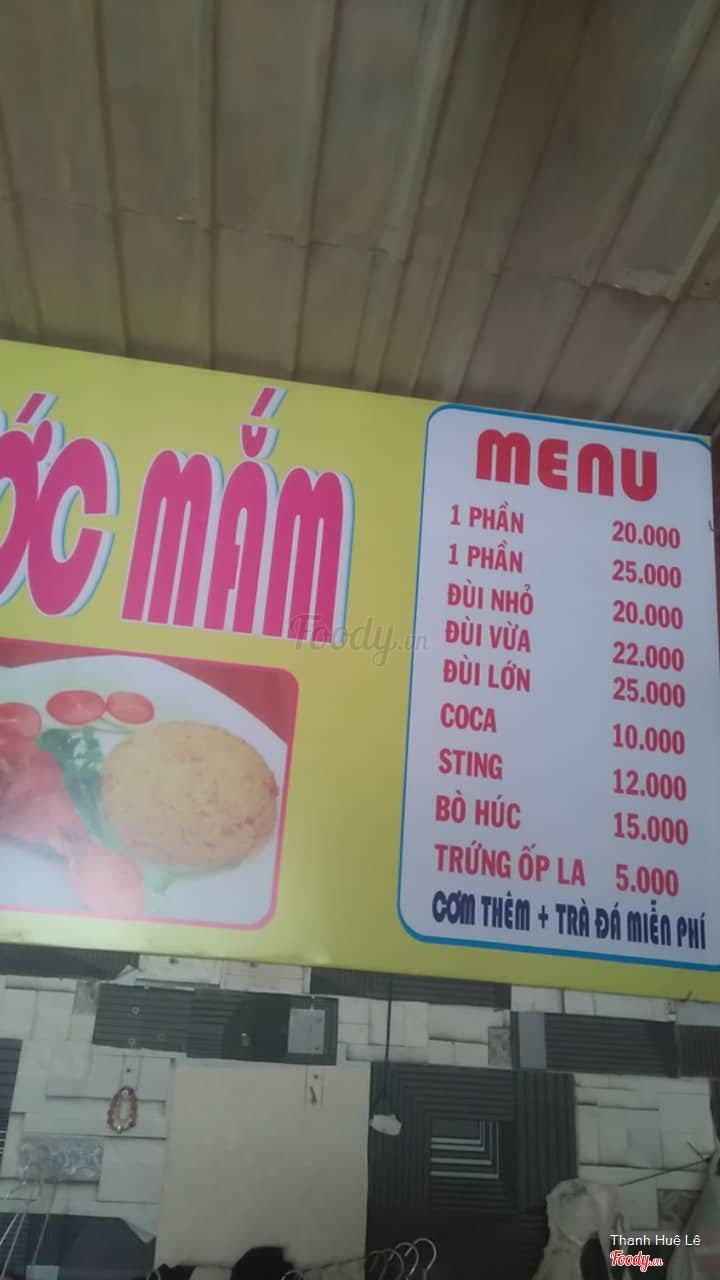 ỚC MẮM
MENU
1 PHẦN 20.000
1 PHẦN 25.000
ĐÙI NHỎ 20.000
ĐÙI VỪA 22.000
ĐÙI LỚN 25.000
COCA 10.000
STING 12.000
BÒ HÚC 15.000
TRỨNG ỐP LA 5.000
CƠM THÊM + TRÀ ĐÁ MIỄN PHÍ
Foody.vn
Thanh Huệ Lê
Foody.vn